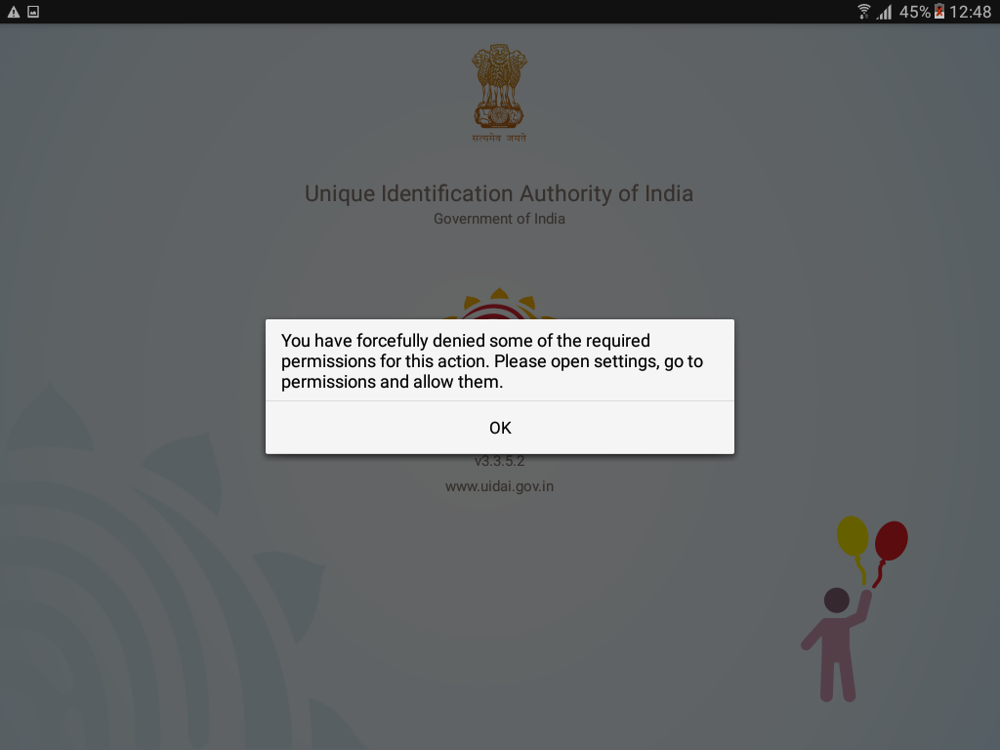 45% 12:48
सत्यमेव जयते
Unique Identification Authority of India
Government of India
You have forcefully denied some of the required
permissions for this action. Please open settings, go to
permissions and allow them.
OK
v3.3.5.2
www.uidai.gov.in